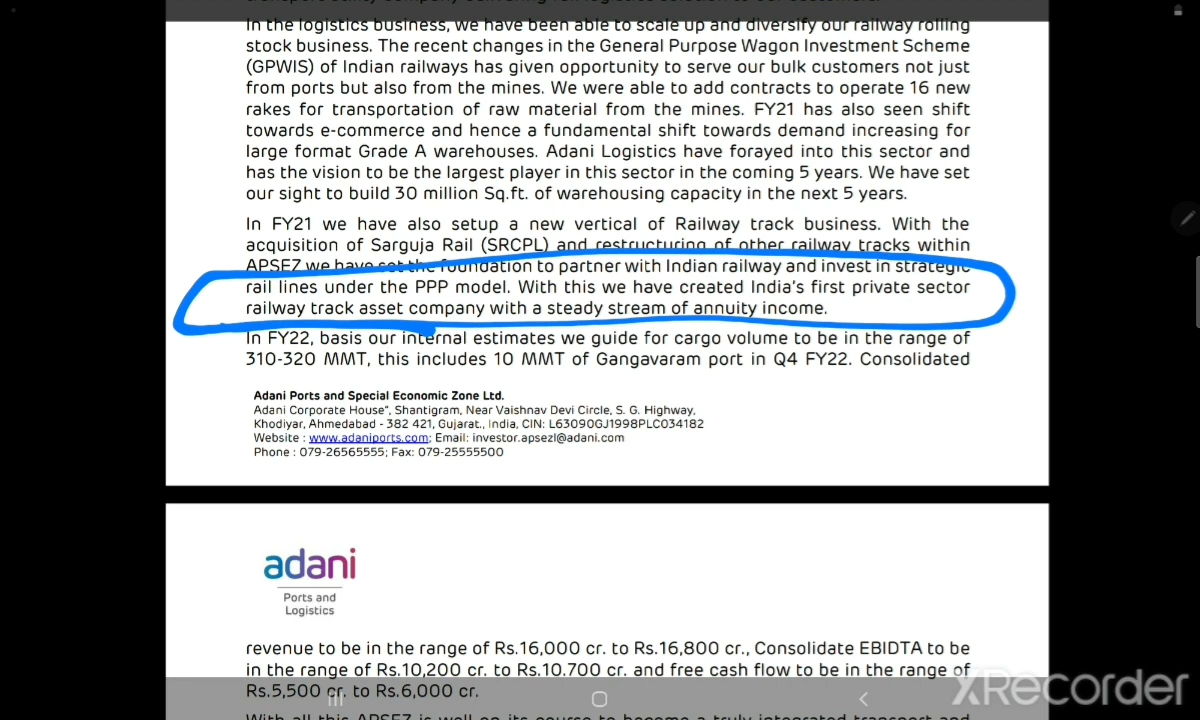 In the logistics business, we have been able to scale up and diversify our railway rolling
stock business. The recent changes in the General Purpose Wagon Investment Scheme
(GPWIS) of Indian railways has given opportunity to serve our bulk customers not just
from ports but also from the mines. We were able to add contracts to operate 16 new
rakes for transportation of raw material from the mines. FY21 has also seen shift
towards e-commerce and hence a fundamental shift towards demand increasing for
large format Grade A warehouses. Adani Logistics have forayed into this sector and
has the vision to be the largest player in this sector in the coming 5 years. We have set
our sight to build 30 million Sq.ft. of warehousing capacity in the next 5 years.
In FY21 we have also setup a new vertical of Railway track business. With the
acquisition of Sarguja Rail (SRCPL) and restructuring of other railway tracks within
APSEZ we have set the foundation to partner with Indian railway and invest in strategic
rail lines under the PPP model. With this we have created India's first private sector
railway track asset company with a steady stream of annuity income.
In FY22, basis our internal estimates we guide for cargo volume to be in the range of
310-320 MMT, this includes 10 MMT of Gangavaram port in Q4 FY22. Consolidated
Adani Ports and Special Economic Zone Ltd.
Adani Corporate House", Shantigram, Near Vaishnav Devi Circle, S. G. Highway,
Khodiyar, Ahmedabad - 382 421, Gujarat., India, CIN: L63090GJ1998PLC034182
Website : www.adaniports.com; Email: investor.apsezl@adani.com
Phone : 079-26565555; Fax: 079-25555500
adani
Ports and
Logistics
revenue to be in the range of Rs.16,000 cr. to Rs.16,800 cr., Consolidate EBIDTA to be
in the range of Rs.10,200 cr. to Rs.10,700 cr. and free cash flow to be in the range of
Rs.5,500 cr. to Rs.6,000 cr.
XRecorder